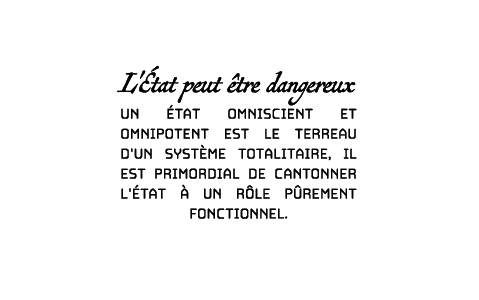 L'État peut être dangereux
UN ÉTAT OMNISCIENT ET
OMNIPOTENT EST LE TERREAU
D'UN SYSTÈME TOTALITAIRE, IL
EST PRIMORDIAL DE CANTONNER
L'ÉTAT À UN RÔLE PÛREMENT
FONCTIONNEL.